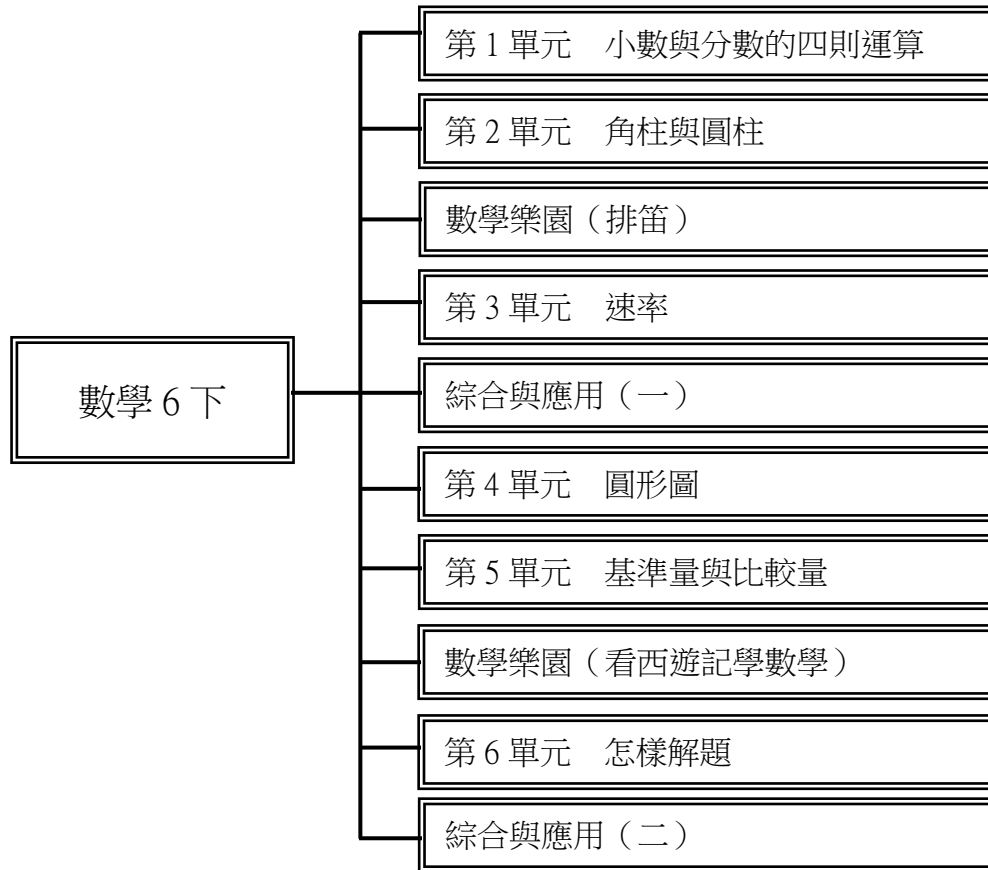 數學 6 下
第 1 單元　小數與分數的四則運算
第 2 單元　角柱與圓柱
數學樂園（排笛）
第 3 單元　速率
綜合與應用（一）
第 4 單元　圓形圖
第 5 單元　基準量與比較量
數學樂園（看西遊記學數學）
第 6 單元　怎樣解題
綜合與應用（二）